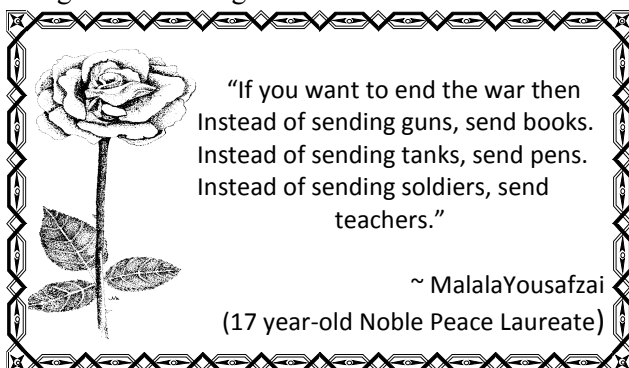 “If you want to end the war then
Instead of sending guns, send books.
Instead of sending tanks, send pens.
Instead of sending soldiers, send
teachers.”
~ MalalaYousafzai
(17 year-old Noble Peace Laureate)